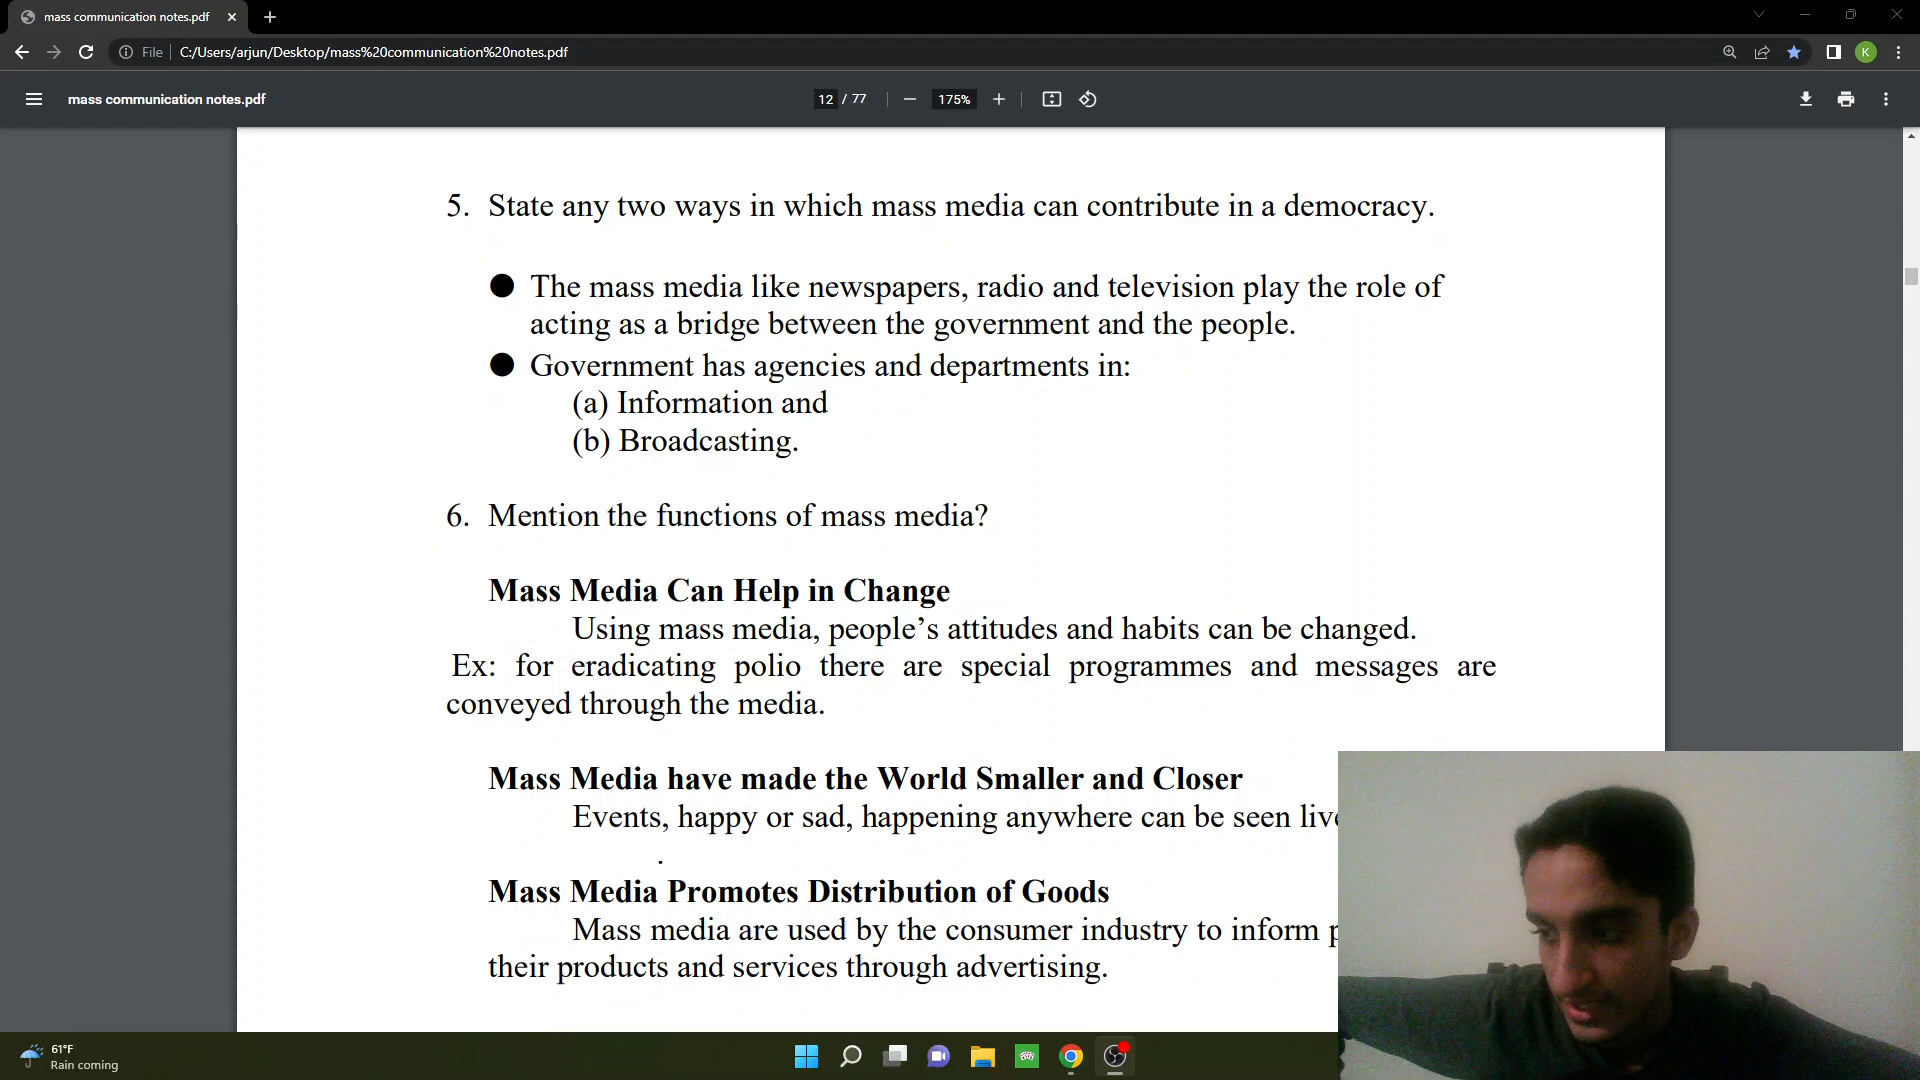 mass communication notes.pdf
File C:/Users/arjun/Desktop/mass%20communication%20notes.pdf
K
mass communication notes.pdf 12 / 77 175%
5. State any two ways in which mass media can contribute in a democracy.
● The mass media like newspapers, radio and television play the role of
acting as a bridge between the government and the people.
● Government has agencies and departments in:
(a) Information and
(b) Broadcasting.
6. Mention the functions of mass media?
Mass Media Can Help in Change
Using mass media, people’s attitudes and habits can be changed.
Ex: for eradicating polio there are special programmes and messages are
conveyed through the media.
Mass Media have made the World Smaller and Closer
Events, happy or sad, happening anywhere can be seen
.
Mass Media Promotes Distribution of Goods
Mass media are used by the consumer industry to inform
their products and services through advertising.
61°F
Rain coming